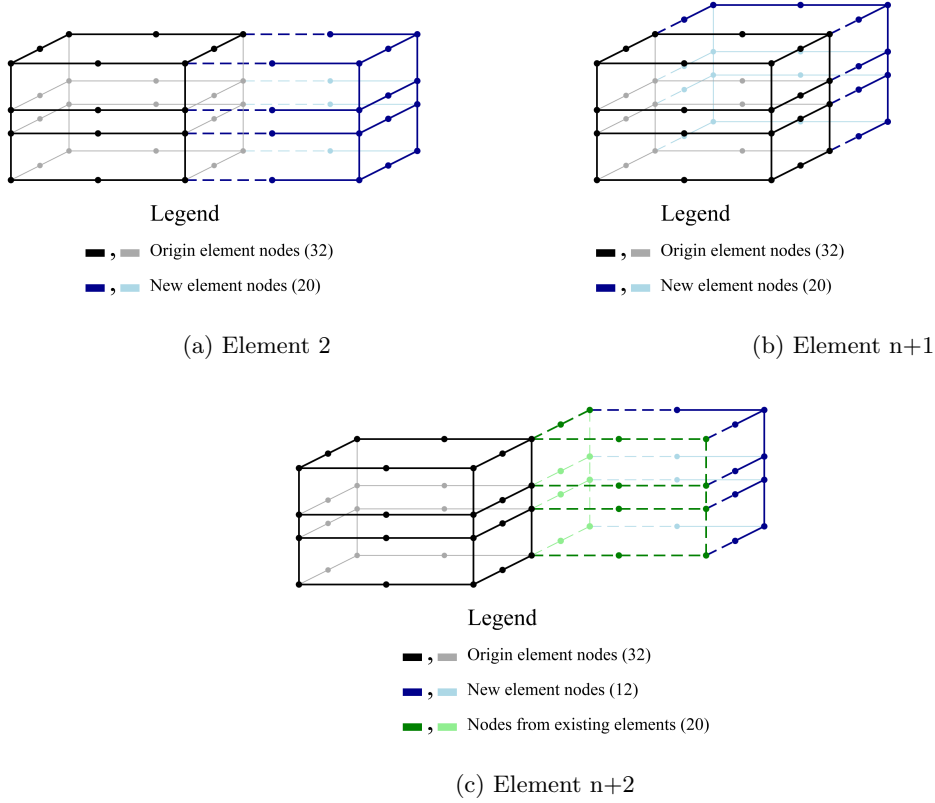 Legend
, Origin element nodes (32)
, New element nodes (20)
(a) Element 2
Legend
, Origin element nodes (32)
, New element nodes (20)
(b) Element n+1
Legend
, Origin element nodes (32)
, New element nodes (12)
, Nodes from existing elements (20)
(c) Element n+2